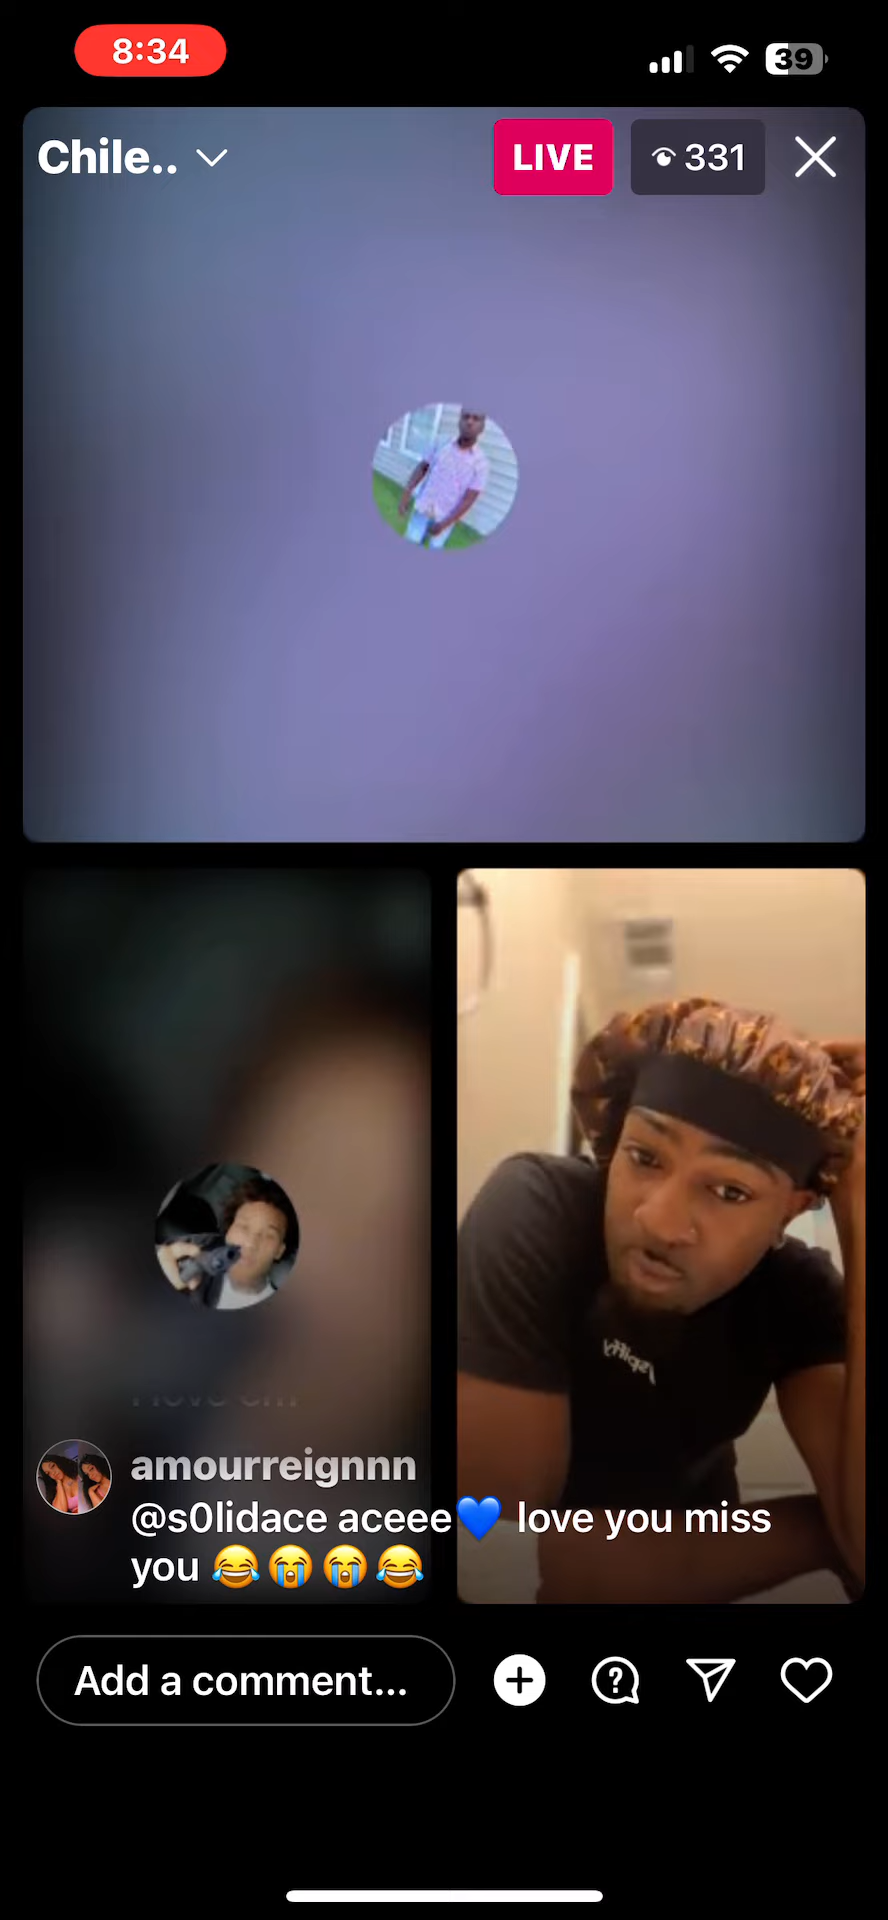 8:34
39
Chile..
LIVE
331
amourreignnn
@s0lidace aceee💙 love you miss
you 😂😭😭😂
Add a comment...